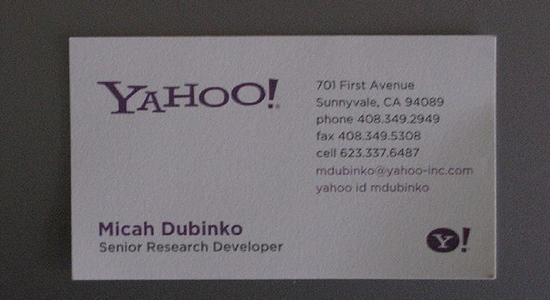 YAHOO!
701 First Avenue
Sunnyvale, CA 94089
phone 408.349.2949
fax 408.349.5308
cell 623.337.6487
mdubinko@yahoo-inc.com
yahoo id mdubinko
Micah Dubinko
Senior Research Developer
Y!